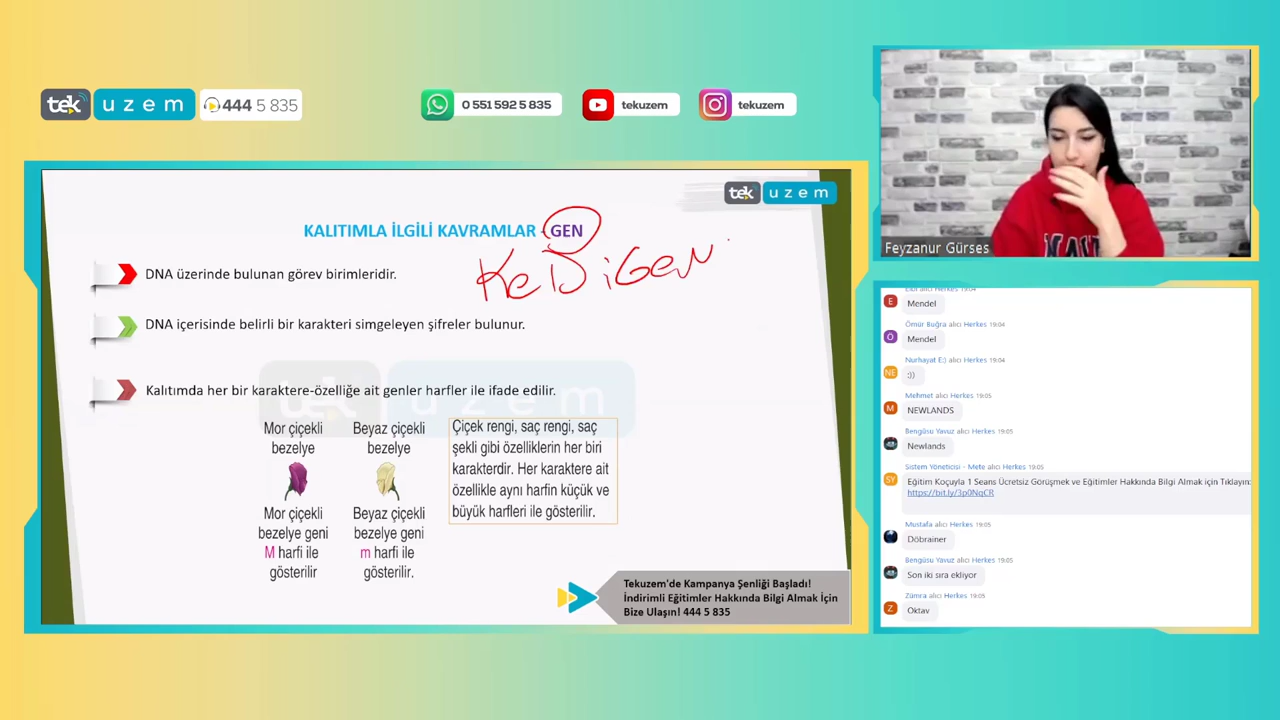 tek uzem 444 5 835
0 551 592 5 835
tekuzem
tekuzem
tek uzem
KALITIMLA İLGİLİ KAVRAMLAR - GEN
KeDiGen
DNA üzerinde bulunan görev birimleridir.
DNA içerisinde belirli bir karakteri simgeleyen şifreler bulunur.
Kalıtımda her bir karaktere-özelliğe ait genler harfler ile ifade edilir.
tek uzem
Mor çiçekli
bezelye
Mor çiçekli
bezelye geni
M harfi ile
gösterilir
Beyaz çiçekli
bezelye
Beyaz çiçekli
bezelye geni
m harfi ile
gösterilir.
Çiçek rengi, saç rengi, saç
şekli gibi özelliklerin her biri
karakterdir. Her karaktere ait
özellikle aynı harfin küçük ve
büyük harfleri ile gösterilir.
Tekuzem'de Kampanya Şenliği Başladı!
İndirimli Eğitimler Hakkında Bilgi Almak İçin
Bize Ulaşın! 444 5 835
Feyzanur Gürses
alıcı Herkes 19:04
E
Mendel
Ömür Buğra alıcı Herkes 19:04
Ö
Mendel
Nurhayat E:) alıcı Herkes 19:04
NE
:))
Mehmet alıcı Herkes 19:05
M
NEWLANDS
Bengüsu Yavuz alıcı Herkes 19:05
Newlands
Sistem Yöneticisi - Mete alıcı Herkes 19:05
SY
Eğitim Koçuyla 1 Seans Ücretsiz Görüşmek ve Eğitimler Hakkında Bilgi Almak için Tıklayın:
https://bit.ly/3p0NqCR
Mustafa alıcı Herkes 19:05
Döbrainer
Bengüsu Yavuz alıcı Herkes 19:05
Son iki sıra ekliyor
Zümra alıcı Herkes 19:05
Z
Oktav